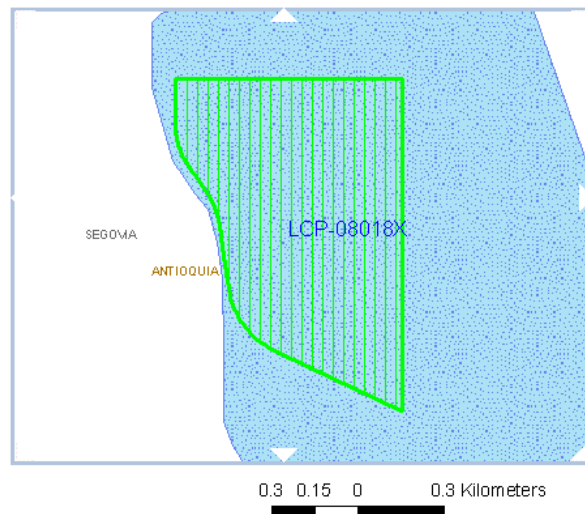 LCP-08018X
SEGOVIA
ANTIOQUIA
0.3 0.15 0 0.3 Kilometers